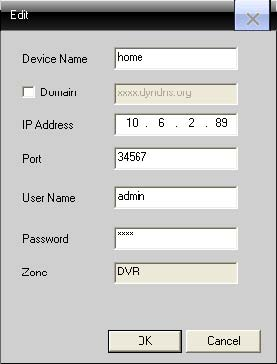 Edit
Device Name home
Domain xxxx.dyndns.org
IP Address 10 . 6 . 2 . 89
Port 34567
User Name admin
Password ****
Zone DVR
OK Cancel